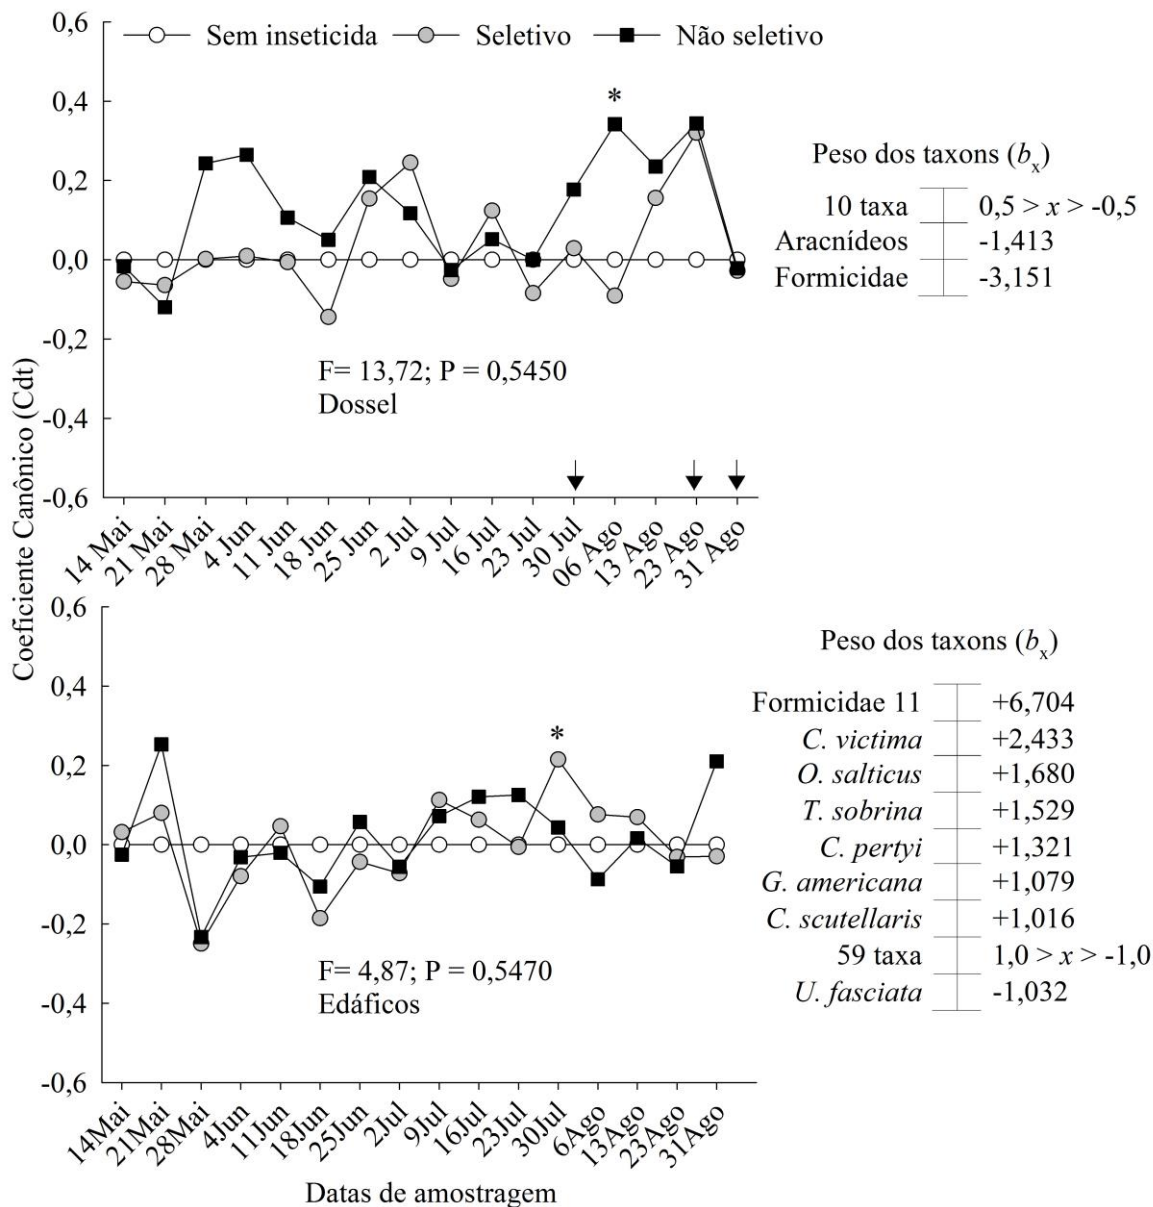 Coeficiente Canônico (Cdt)
0,6
0,4
0,2
0,0
-0,2
-0,4
-0,6
Sem inseticida
Seletivo
Não seletivo
*
F= 13,72; P = 0,5450
Dossel
14 Mai
21 Mai
28 Mai
4 Jun
11 Jun
18 Jun
25 Jun
2 Jul
9 Jul
16 Jul
23 Jul
30 Jul
06 Ago
13 Ago
23 Ago
31 Ago
Peso dos taxons (bx)
10 taxa 0,5 > x > -0,5
Aracnídeos -1,413
Formicidae -3,151
0,6
0,4
0,2
0,0
-0,2
-0,4
-0,6
*
F= 4,87; P = 0,5470
Edáficos
14Mai
21Mai
28Mai
4Jun
11Jun
18Jun
25Jun
2Jul
9Jul
16Jul
23Jul
30Jul
6Ago
13Ago
23Ago
31Ago
Datas de amostragem
Peso dos taxons (bx)
Formicidae 11 +6,704
C. victima +2,433
O. salticus +1,680
T. sobrina +1,529
C. pertyi +1,321
G. americana +1,079
C. scutellaris +1,016
59 taxa 1,0 > x > -1,0
U. fasciata -1,032